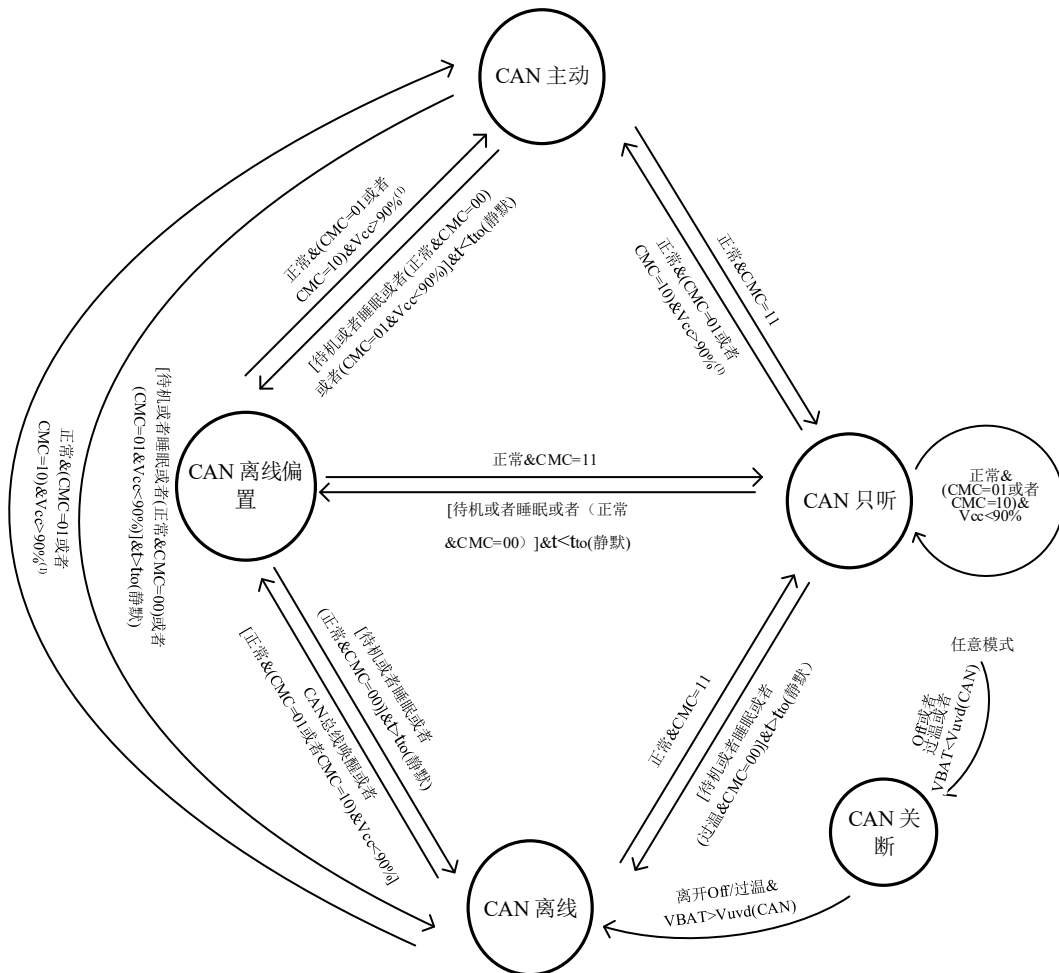 CAN 主动
正常&(CMC=01或者
CMC=10)&Vcc>90%(1)
[待机或者睡眠或者(正常&CMC=00)
或者(CMC=01&Vcc<90%)]&t<tto(静默)
正常&CMC=11
正常&(CMC=01或者
CMC=10)&Vcc>90%(1)
正常&(CMC=01或者
CMC=10)&Vcc>90%(1)
[待机或者睡眠或者(正常&CMC=00)或者
(CMC=01&Vcc<90%)]&t>tto(静默)
CAN 离线偏
置
正常&CMC=11
[待机或者睡眠或者（正常
&CMC=00）]&t<tto(静默)
CAN 只听
正常&
(CMC=01或者
CMC=10)&
Vcc<90%
[待机或者睡眠或者
(正常&CMC=00)]&t>tto(静默)
CAN总线唤醒或者
[正常&(CMC=01或者CMC=10)&Vcc<90%]
正常&CMC=11
[待机或者睡眠或者
(过温&CMC=00)]&t>tto(静默)
任意模式
Off或者
过温或者
VBAT<Vuvd(CAN)
CAN 关
断
离开Off/过温&
VBAT>Vuvd(CAN)
CAN 离线